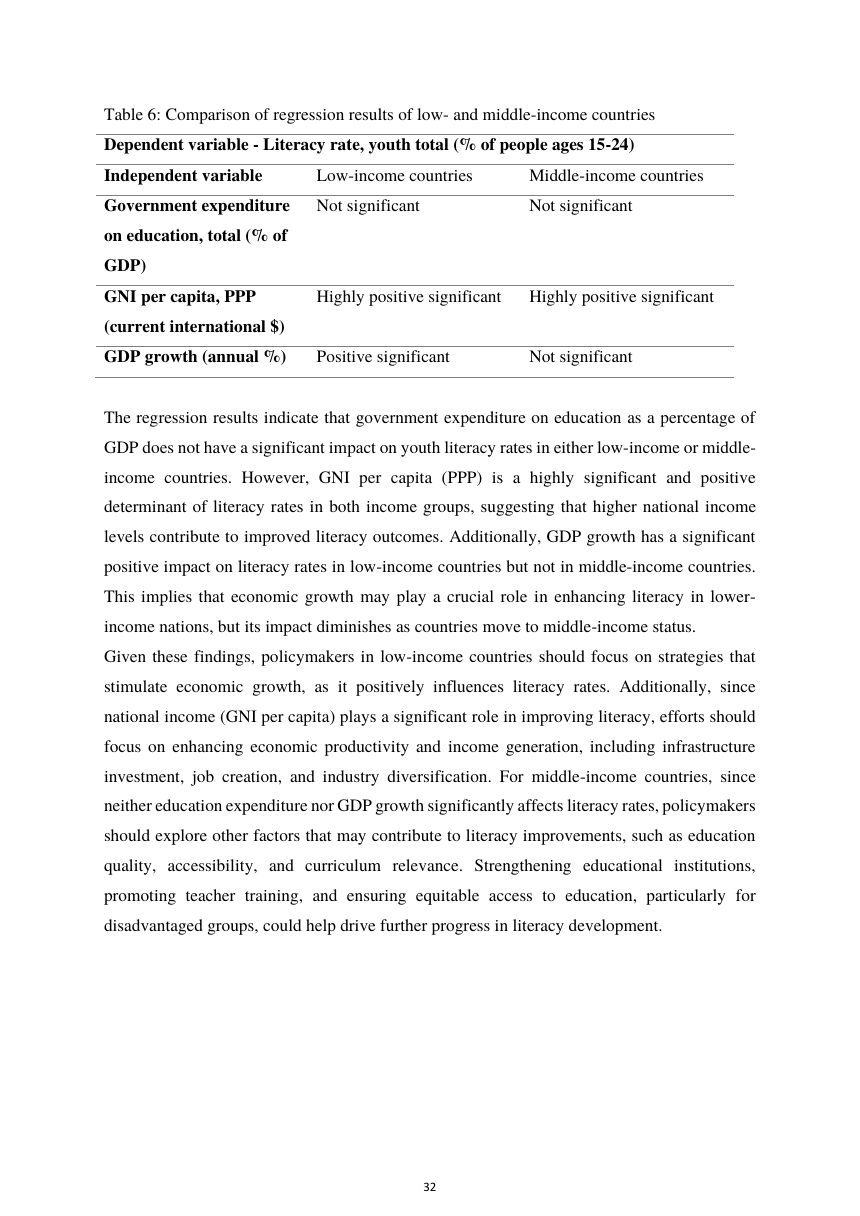 Table 6: Comparison of regression results of low- and middle-income countries
Dependent variable - Literacy rate, youth total (% of people ages 15-24)
Independent variable Low-income countries Middle-income countries
Government expenditure Not significant Not significant
on education, total (% of
GDP)
GNI per capita, PPP Highly positive significant Highly positive significant
(current international $)
GDP growth (annual %) Positive significant Not significant
The regression results indicate that government expenditure on education as a percentage of
GDP does not have a significant impact on youth literacy rates in either low-income or middle-
income countries. However, GNI per capita (PPP) is a highly significant and positive
determinant of literacy rates in both income groups, suggesting that higher national income
levels contribute to improved literacy outcomes. Additionally, GDP growth has a significant
positive impact on literacy rates in low-income countries but not in middle-income countries.
This implies that economic growth may play a crucial role in enhancing literacy in lower-
income nations, but its impact diminishes as countries move to middle-income status.
Given these findings, policymakers in low-income countries should focus on strategies that
stimulate economic growth, as it positively influences literacy rates. Additionally, since
national income (GNI per capita) plays a significant role in improving literacy, efforts should
focus on enhancing economic productivity and income generation, including infrastructure
investment, job creation, and industry diversification. For middle-income countries, since
neither education expenditure nor GDP growth significantly affects literacy rates, policymakers
should explore other factors that may contribute to literacy improvements, such as education
quality, accessibility, and curriculum relevance. Strengthening educational institutions,
promoting teacher training, and ensuring equitable access to education, particularly for
disadvantaged groups, could help drive further progress in literacy development.
32